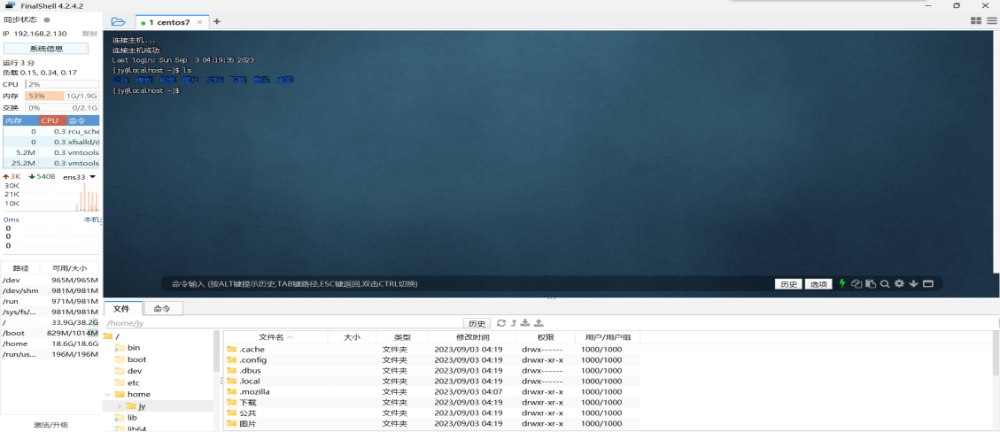 FinalShell 4.2.4.2
同步状态
IP 192.168.2.130 复制
系统信息
运行 3 分
负载 0.15, 0.34, 0.17
CPU 2%
内存 53% 1G/1.9G
交换 0% 0/2.1G
内存 CPU 命令
0 0.3 rcu_sche
0 0.3 xfsaild/d
5.2M 0.3 vmtools
25.2M 0.3 vmtools
3K 540B ens33
30K
21K
10K
0ms 本机
0
0
0
路径 可用/大小
/dev 965M/965M
/dev/shm 981M/981M
/run 971M/981M
/sys/fs/... 981M/981M
/ 33.9G/38.2G
/boot 829M/1014M
/home 18.6G/18.6G
/run/us... 196M/196M
激活/升级
1 centos7
连接主机...
连接主机成功
Last login: Sun Sep  3 04:19:35 2023
[jy@localhost ~]$ ls
公共 模板 视频 图片 文档 下载 音乐 桌面
[jy@localhost ~]$
命令输入 (按ALT键提示历史,TAB键路径,ESC键返回,双击CTRL切换)
历史 选项
文件 命令
/home/jy 历史
/
bin
boot
dev
etc
home
jy
lib
lib64
文件名 大小 类型 修改时间 权限 用户/用户组
.cache 文件夹 2023/09/03 04:19 drwx------ 1000/1000
.config 文件夹 2023/09/03 04:19 drwxr-xr-x 1000/1000
.dbus 文件夹 2023/09/03 04:19 drwx------ 1000/1000
.local 文件夹 2023/09/03 04:19 drwx------ 1000/1000
.mozilla 文件夹 2023/09/03 04:07 drwxr-xr-x 1000/1000
下载 文件夹 2023/09/03 04:19 drwxr-xr-x 1000/1000
公共 文件夹 2023/09/03 04:19 drwxr-xr-x 1000/1000
图片 文件夹 2023/09/03 04:19 drwxr-xr-x 1000/1000